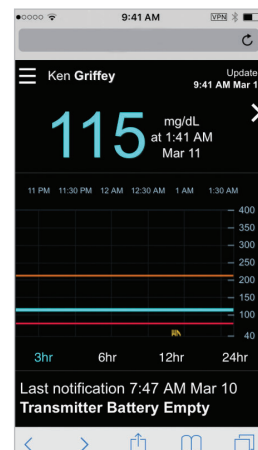 9:41 AM
VPN
Ken Griffey
Update
9:41 AM Mar 1
115
mg/dL
at 1:41 AM
Mar 11
11 PM 11:30 PM 12 AM 12:30 AM 1 AM 1:30 AM
400
350
300
250
200
150
100
40
3hr 6hr 12hr 24hr
Last notification 7:47 AM Mar 10
Transmitter Battery Empty